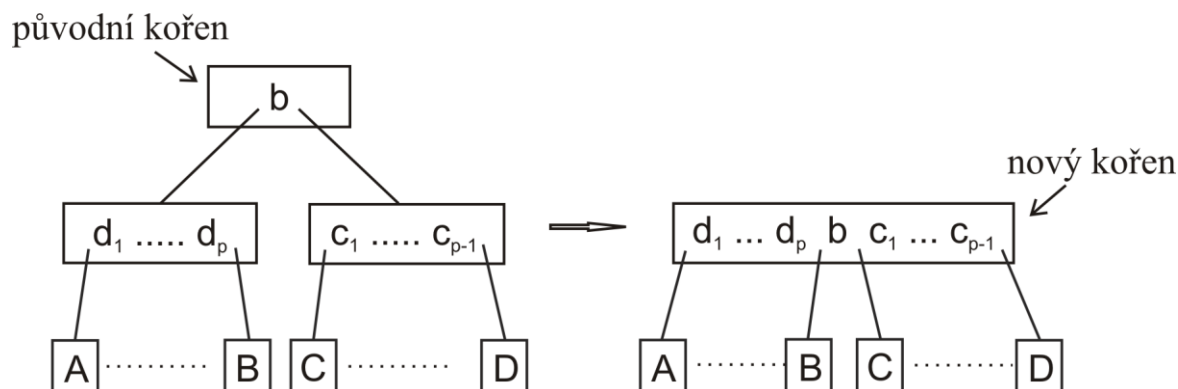 původní kořen
b
nový kořen
d₁ ..... dₚ
c₁ ..... cₚ₋₁
d₁ ... dₚ b c₁ ... cₚ₋₁
A ........... B
C ........... D
A ........... B
C ........... D